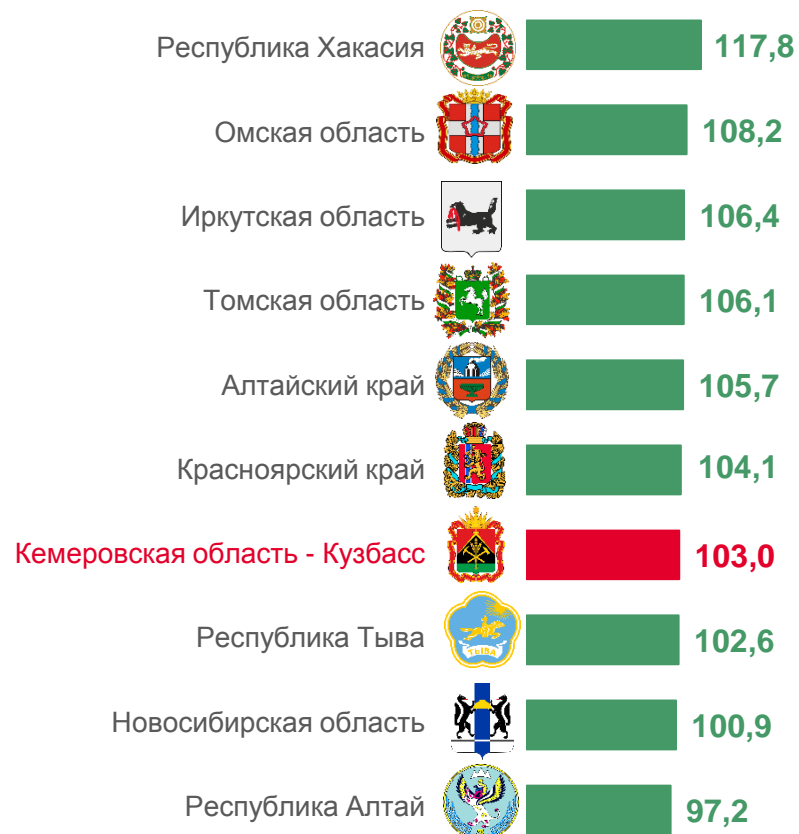 Республика Хакасия 117,8
Омская область 108,2
Иркутская область 106,4
Томская область 106,1
Алтайский край 105,7
Красноярский край 104,1
Кемеровская область - Кузбасс 103,0
Республика Тыва ТЫВА 102,6
Новосибирская область 100,9
Республика Алтай 97,2